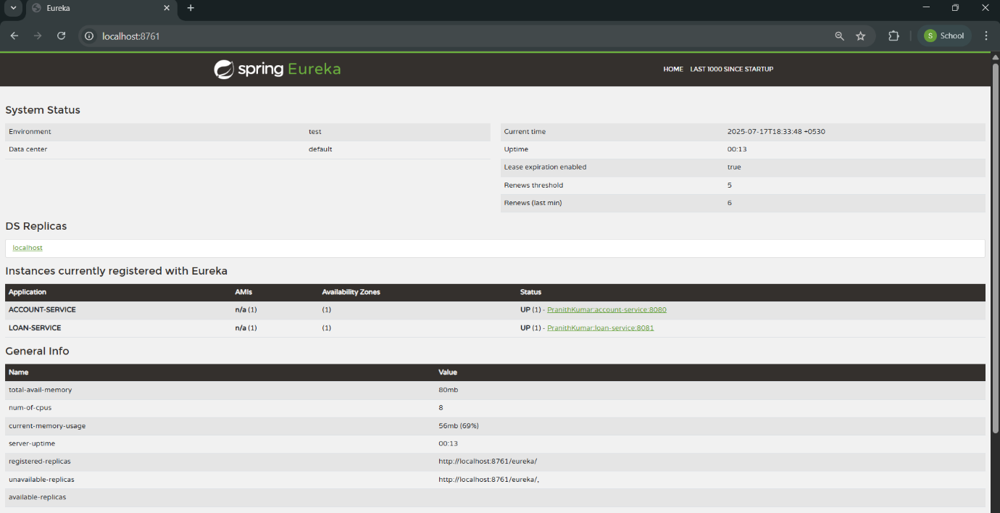 Eureka
localhost:8761
S School
spring Eureka
HOME LAST 1000 SINCE STARTUP
System Status
Environment test
Data center default
Current time 2025-07-17T18:33:48 +0530
Uptime 00:13
Lease expiration enabled true
Renews threshold 5
Renews (last min) 6
DS Replicas
localhost
Instances currently registered with Eureka
Application AMIs Availability Zones Status
ACCOUNT-SERVICE n/a (1) (1) UP (1) - PranithKumar:account-service:8080
LOAN-SERVICE n/a (1) (1) UP (1) - PranithKumar:loan-service:8081
General Info
Name Value
total-avail-memory 80mb
num-of-cpus 8
current-memory-usage 56mb (69%)
server-uptime 00:13
registered-replicas http://localhost:8761/eureka/
unavailable-replicas http://localhost:8761/eureka/,
available-replicas